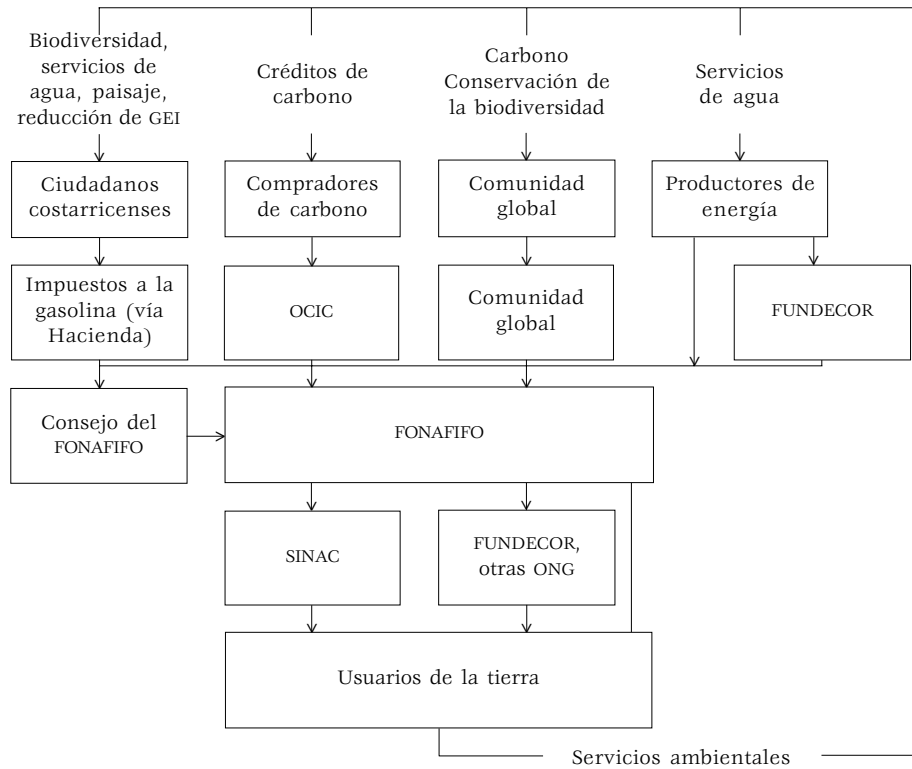 Biodiversidad,
servicios de
agua, paisaje,
reducción de GEI
Créditos de
carbono
Carbono
Conservación de
la biodiversidad
Servicios
de agua
Ciudadanos
costarricenses
Compradores
de carbono
Comunidad
global
Productores de
energía
Impuestos a la
gasolina (vía
Hacienda)
OCIC
Comunidad
global
FUNDECOR
Consejo del
FONAFIFO
FONAFIFO
SINAC
FUNDECOR,
otras ONG
Usuarios de la tierra
Servicios ambientales